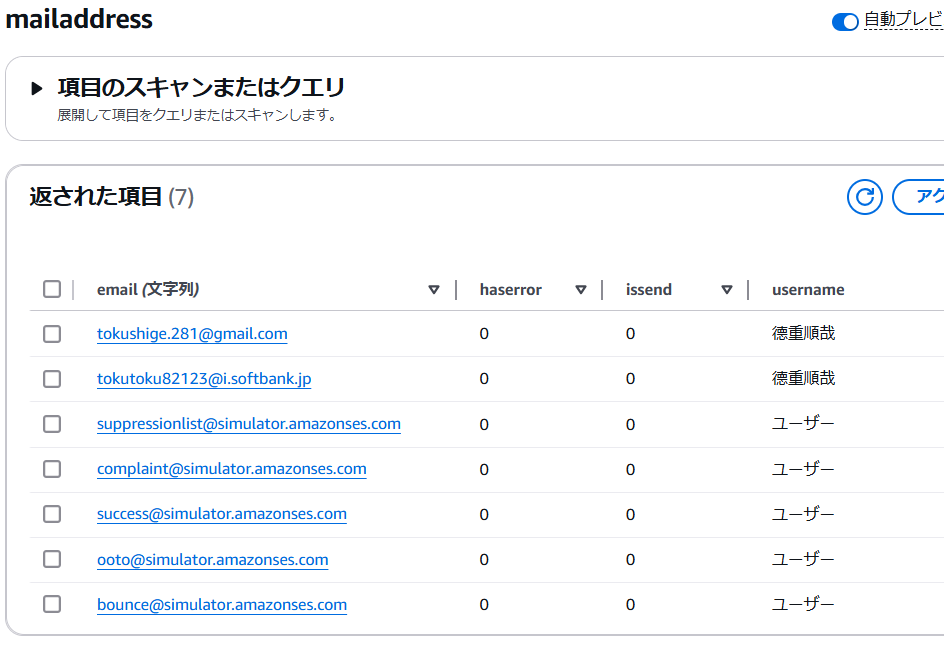 mailaddress
自動プレビ
項目のスキャンまたはクエリ
展開して項目をクエリまたはスキャンします。
返された項目 (7)
アク
email (文字列) haserror issend username
tokushige.281@gmail.com 0 0 德重順哉
tokutoku82123@i.softbank.jp 0 0 德重順哉
suppressionlist@simulator.amazonses.com 0 0 ユーザー
complaint@simulator.amazonses.com 0 0 ユーザー
success@simulator.amazonses.com 0 0 ユーザー
ooto@simulator.amazonses.com 0 0 ユーザー
bounce@simulator.amazonses.com 0 0 ユーザー